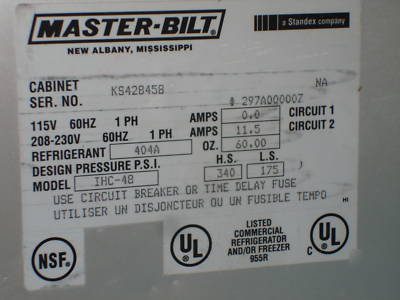 MASTER-BILT®
NEW ALBANY, MISSISSIPPI
a Standex company
CABINET NA
SER. NO. KS428458 # 297A00000Z
115V 60HZ 1 PH AMPS 0.0 CIRCUIT 1
208-230V 60HZ 1 PH AMPS 11.5 CIRCUIT 2
REFRIGERANT 404A OZ. 60.00
DESIGN PRESSURE P.S.I. H.S. 340 L.S. 175
MODEL IHC-48
USE CIRCUIT BREAKER OR TIME DELAY FUSE
UTILISER UN DISJONCTEUR OU UN FUSIBLE TEMPO
HI
NSF®
UL®
LISTED
COMMERCIAL
REFRIGERATOR
AND/OR FREEZER
955R
C UL®